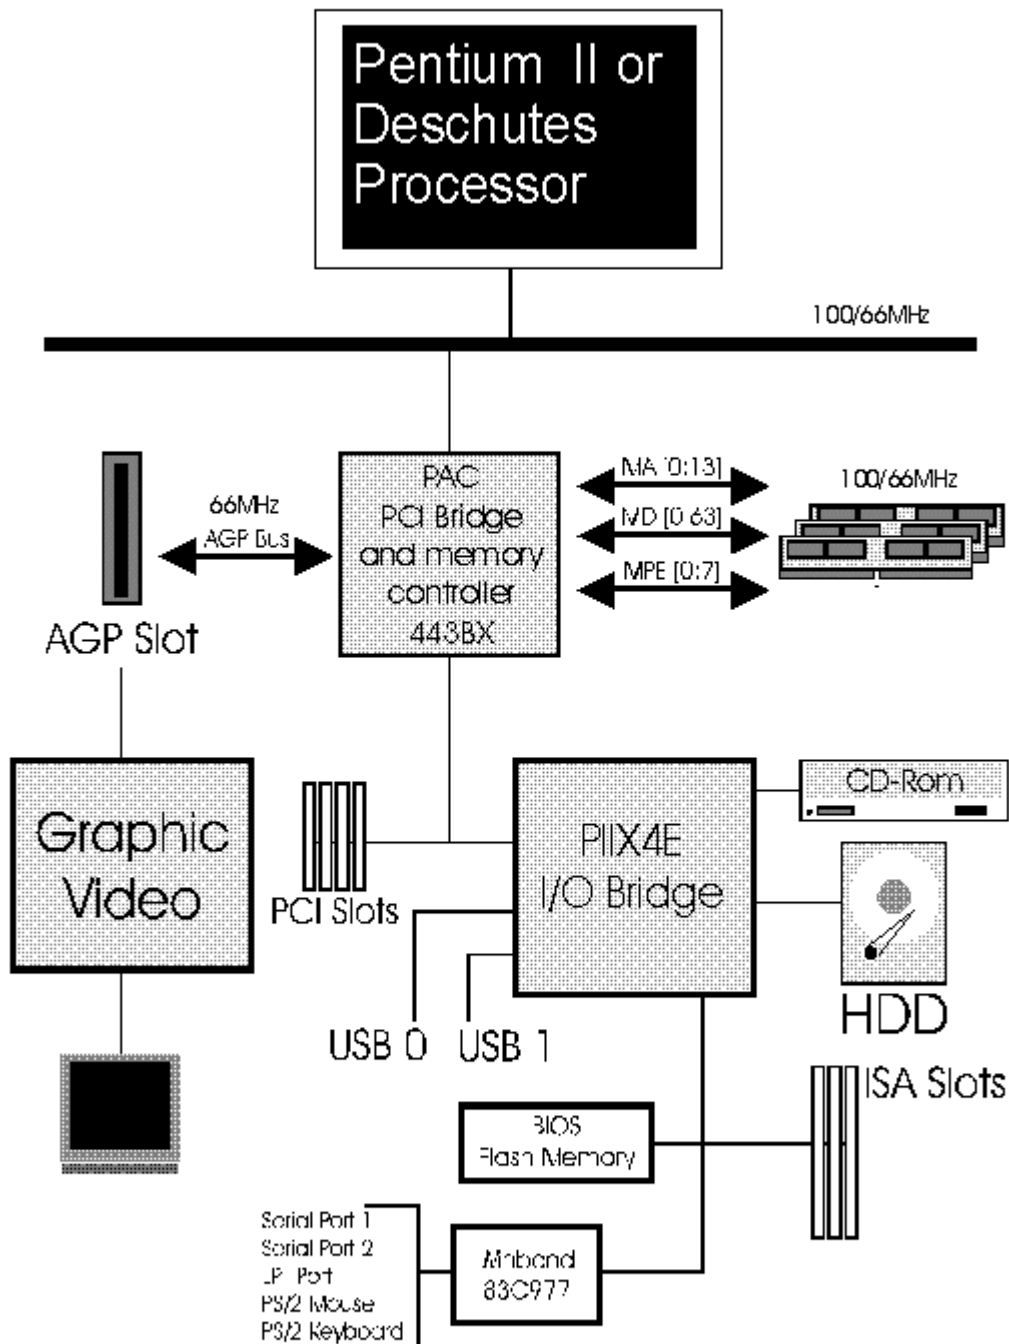 Pentium II or
Deschutes
Processor
100/66MHz
PAC
PCI Bridge
and memory
controller
443BX
66MHz
AGP Bus
AGP Slot
MA [0:13]
MD [0:63]
MPE [0:7]
100/66MHz
Graphic
Video
PCI Slots
PIIX4E
I/O Bridge
CD-Rom
HDD
USB 0
USB 1
ISA Slots
BIOS
Flash Memory
Serial Port 1
Serial Port 2
Port
PS/2 Mouse
PS/2 Keyboard
83C977